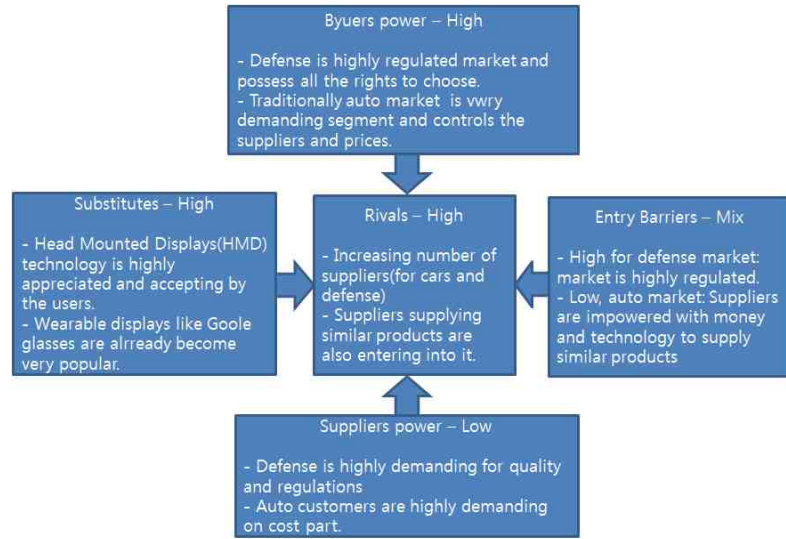 Byuers power – High
- Defense is highly regulated market and
possess all the rights to choose.
- Traditionally auto market is vwry
demanding segment and controls the
suppliers and prices.
Substitutes – High
- Head Mounted Displays(HMD)
technology is highly
appreciated and accepting by
the users.
- Wearable displays like Goole
glasses are alrready become
very popular.
Rivals – High
- Increasing number of
suppliers(for cars and
defense)
- Suppliers supplying
similar products are
also entering into it.
Entry Barriers – Mix
- High for defense market:
market is highly regulated.
- Low, auto market: Suppliers
are impowered with money
and technology to supply
similar products
Suppliers power – Low
- Defense is highly demanding for quality
and regulations
- Auto customers are highly demanding
on cost part.